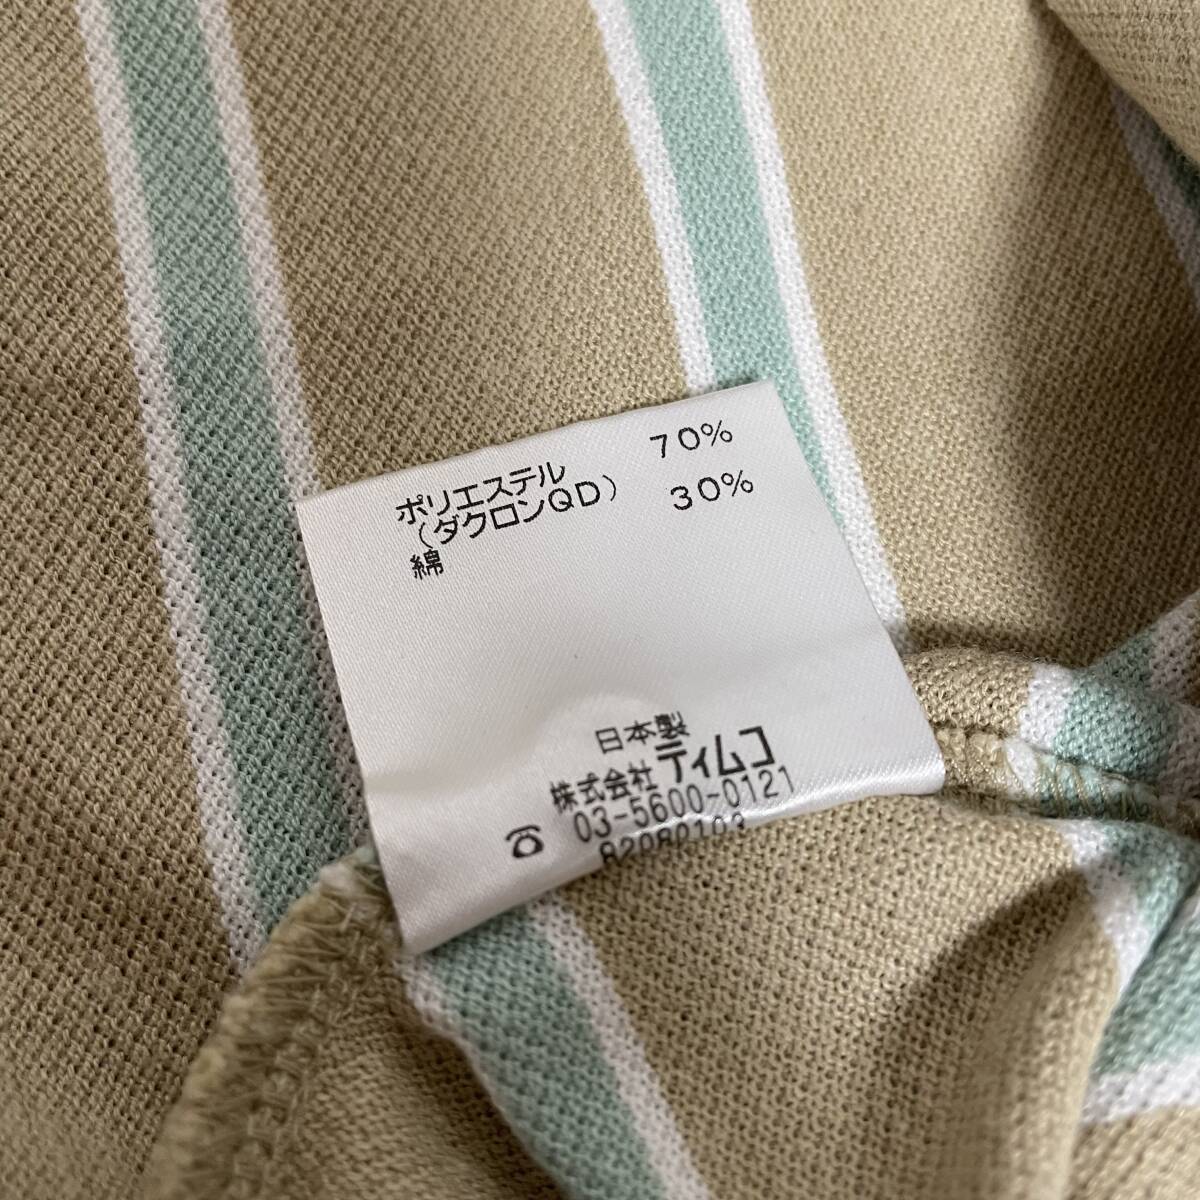 ポリエステル 70%
(ダクロンQD) 30%
綿
日本製
株式会社ティムコ
☎ 03-5600-0121